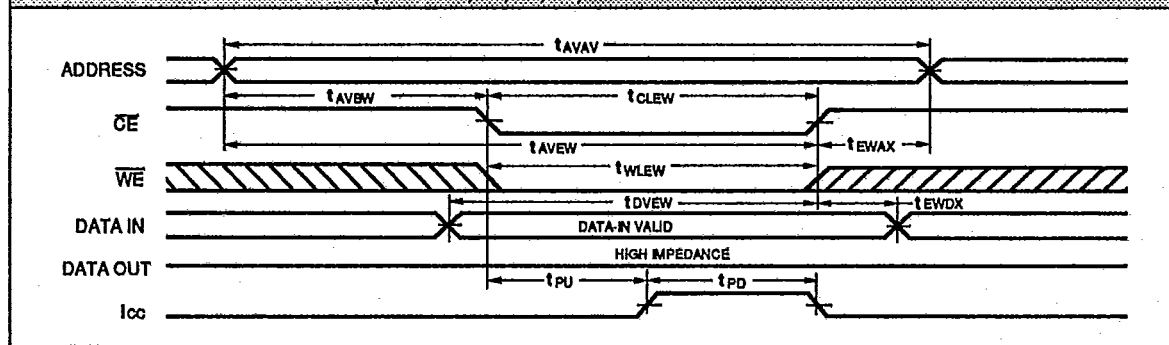 tAVAV
ADDRESS
tAVBW
tCLEW
CE
tAVEW
tEWAX
WE
tWLEW
tDVEW
tEWDX
DATA IN
DATA-IN VALID
HIGH IMPEDANCE
DATA OUT
tPU
tPD
Icc